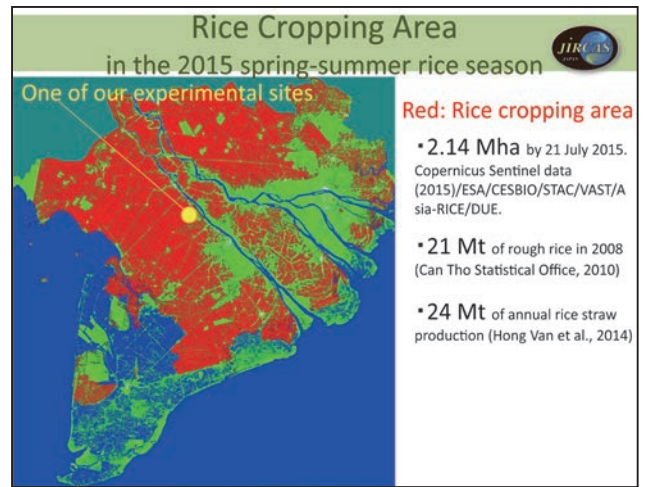 Rice Cropping Area
in the 2015 spring-summer rice season
JIRCAS
JAPAN
One of our experimental sites
Red: Rice cropping area
・2.14 Mha by 21 July 2015.
Copernicus Sentinel data
(2015)/ESA/CESBIO/STAC/VAST/A
sia-RICE/DUE.
・21 Mt of rough rice in 2008
(Can Tho Statistical Office, 2010)
・24 Mt of annual rice straw
production (Hong Van et al., 2014)